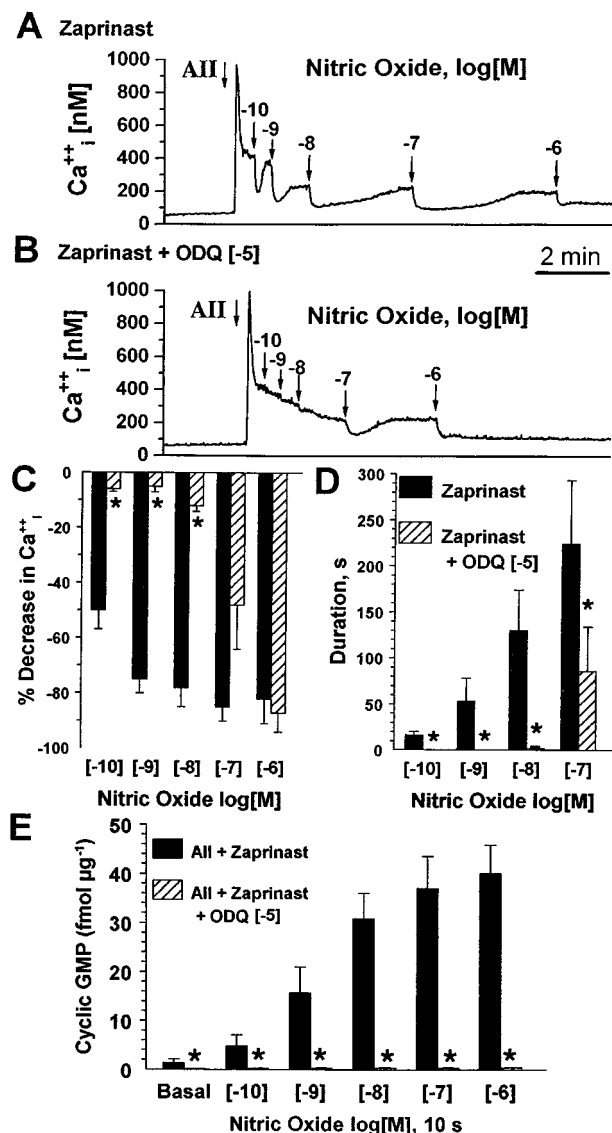 A Zaprinast
1000
800
600
400
200
0
Ca++i [nM]
AII
Nitric Oxide, log[M]
-10
-9
-8
-7
-6
B Zaprinast + ODQ [-5]
2 min
1000
800
600
400
200
0
Ca++i [nM]
AII
Nitric Oxide, log[M]
-10
-9
-8
-7
-6
C
0
-20
-40
-60
-80
-100
% Decrease in Ca++i
* * *
[-10] [-9] [-8] [-7] [-6]
Nitric Oxide log[M]
D
300
250
200
150
100
50
0
Duration, s
Zaprinast
Zaprinast
+ ODQ [-5]
* * * *
[-10] [-9] [-8] [-7]
Nitric Oxide log[M]
E
50
40
30
20
10
0
Cyclic GMP (fmol µg-1)
AII + Zaprinast
AII + Zaprinast
+ ODQ [-5]
* * * * * *
Basal [-10] [-9] [-8] [-7] [-6]
Nitric Oxide log[M], 10 s